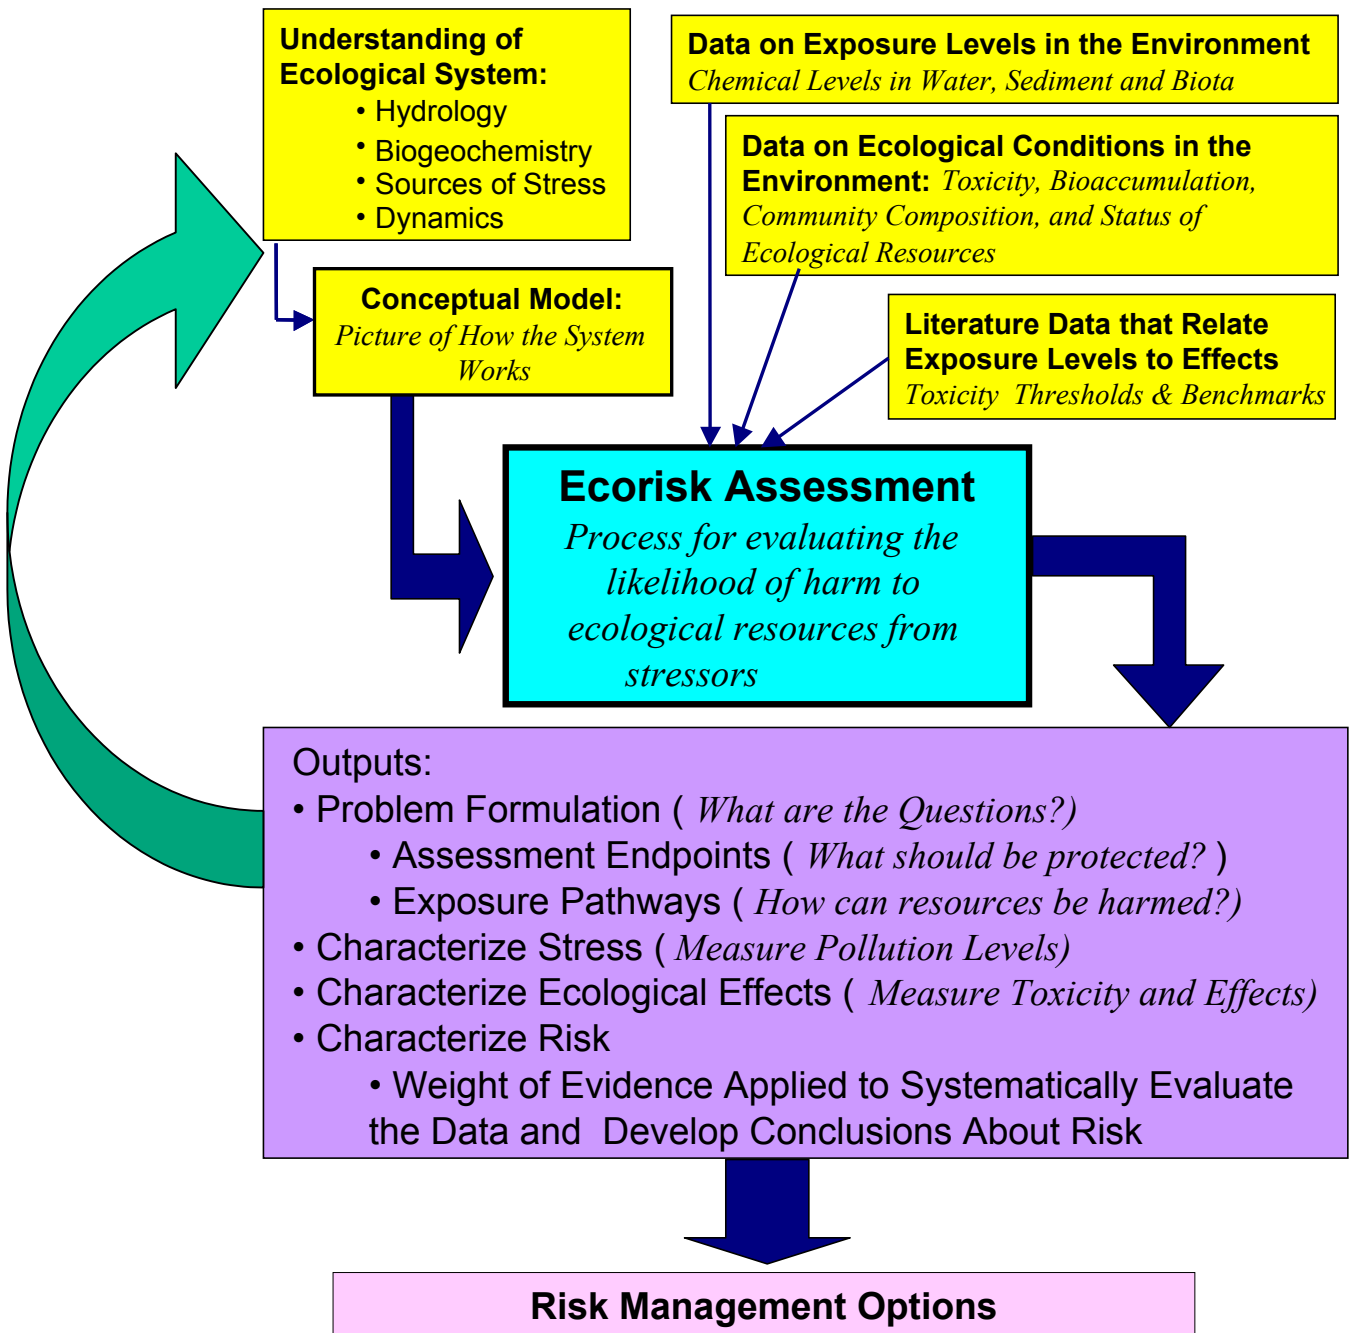 Understanding of
Ecological System:
• Hydrology
• Biogeochemistry
• Sources of Stress
• Dynamics
Conceptual Model:
Picture of How the System
Works
Data on Exposure Levels in the Environment
Chemical Levels in Water, Sediment and Biota
Data on Ecological Conditions in the
Environment: Toxicity, Bioaccumulation,
Community Composition, and Status of
Ecological Resources
Literature Data that Relate
Exposure Levels to Effects
Toxicity Thresholds & Benchmarks
Ecorisk Assessment
Process for evaluating the
likelihood of harm to
ecological resources from
stressors
Outputs:
• Problem Formulation ( What are the Questions?)
• Assessment Endpoints ( What should be protected? )
• Exposure Pathways ( How can resources be harmed?)
• Characterize Stress ( Measure Pollution Levels)
• Characterize Ecological Effects ( Measure Toxicity and Effects)
• Characterize Risk
• Weight of Evidence Applied to Systematically Evaluate
the Data and Develop Conclusions About Risk
Risk Management Options